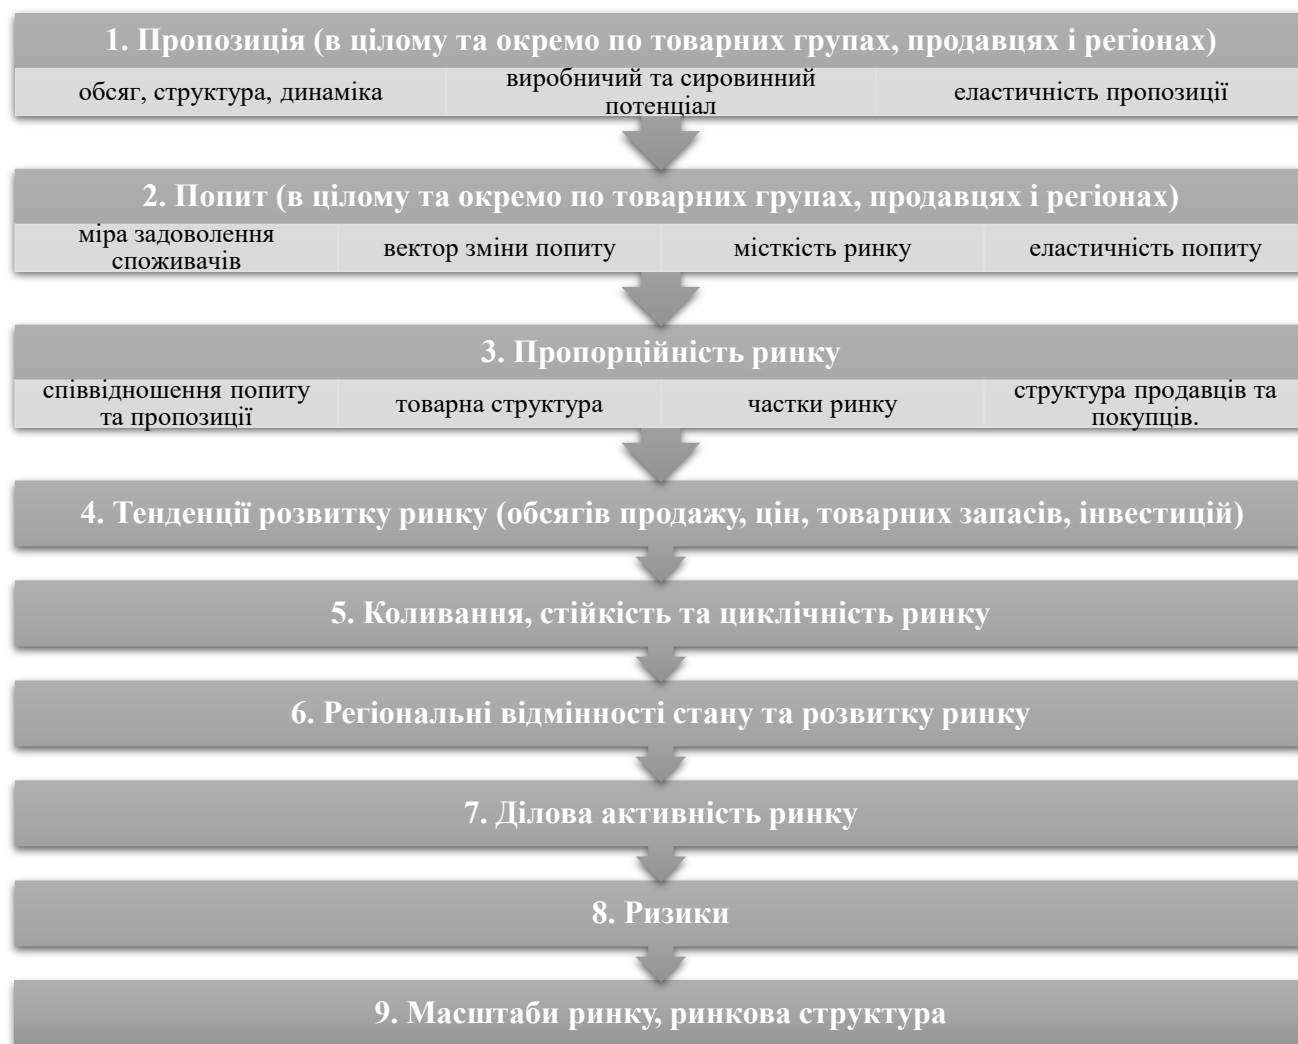 1. Пропозиція (в цілому та окремо по товарних групах, продавцях і регіонах)
обсяг, структура, динаміка
виробничий та сировинний
потенціал
еластичність пропозиції
2. Попит (в цілому та окремо по товарних групах, продавцях і регіонах)
міра задоволення
споживачів
вектор зміни попиту
місткість ринку
еластичність попиту
3. Пропорційність ринку
співвідношення попиту
та пропозиції
товарна структура
частки ринку
структура продавців та
покупців.
4. Тенденції розвитку ринку (обсягів продажу, цін, товарних запасів, інвестицій)
5. Коливання, стійкість та циклічність ринку
6. Регіональні відмінності стану та розвитку ринку
7. Ділова активність ринку
8. Ризики
9. Масштаби ринку, ринкова структура